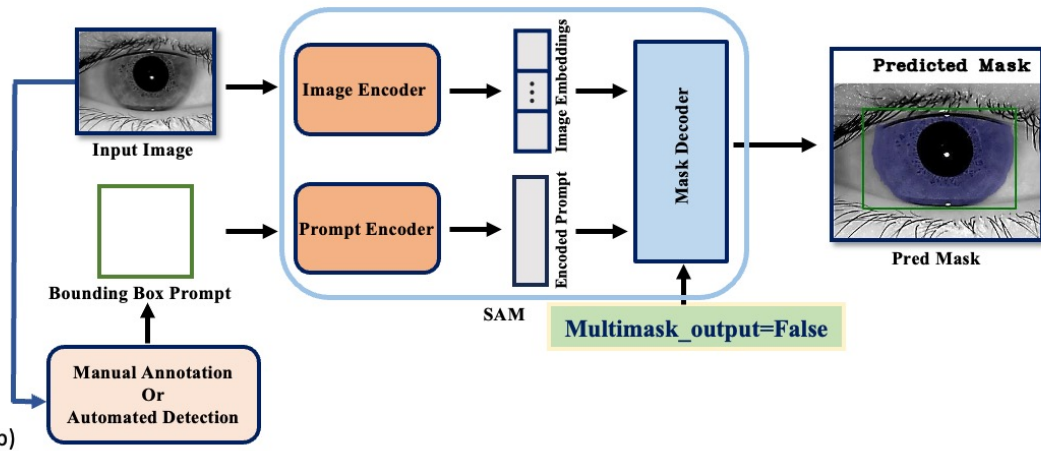 Input Image
Image Encoder
...
Image Embeddings
Mask Decoder
Predicted Mask
Pred Mask
Bounding Box Prompt
Prompt Encoder
Encoded Prompt
SAM
Multimask_output=False
Manual Annotation
Or
Automated Detection
b)